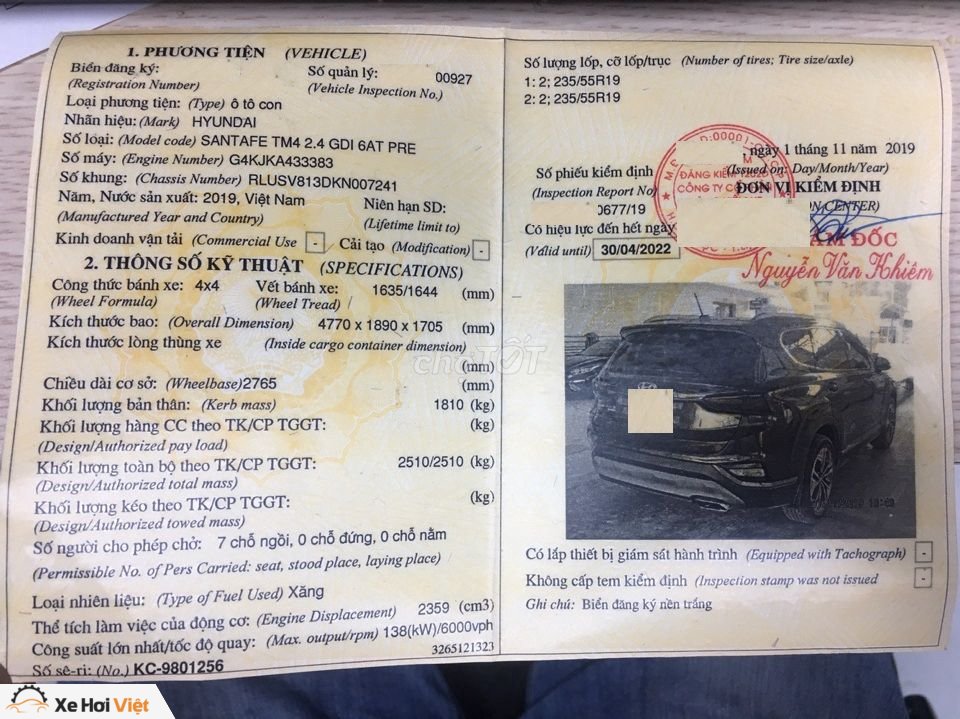 1. PHƯƠNG TIỆN (VEHICLE)
Biển đăng ký:
(Registration Number)
Số quản lý: 00927
(Vehicle Inspection No.)
Loại phương tiện: (Type) ô tô con
Nhãn hiệu: (Mark) HYUNDAI
Số loại: (Model code) SANTAFE TM4 2.4 GDI 6AT PRE
Số máy: (Engine Number) G4KJKA433383
Số khung: (Chassis Number) RLUSV813DKN007241
Năm, Nước sản xuất: 2019, Việt Nam
(Manufactured Year and Country)
Niên hạn SD:
(Lifetime limit to)
Kinh doanh vận tải (Commercial Use - Cải tạo (Modification) -
2. THÔNG SỐ KỸ THUẬT (SPECIFICATIONS)
Công thức bánh xe: 4x4
(Wheel Formula)
Vết bánh xe: 1635/1644 (mm)
(Wheel Tread)
Kích thước bao: (Overall Dimension) 4770 x 1890 x 1705 (mm)
Kích thước lòng thùng xe (Inside cargo container dimension)
(mm)
Chiều dài cơ sở: (Wheelbase)2765 (mm)
Khối lượng bản thân: (Kerb mass) 1810 (kg)
Khối lượng hàng CC theo TK/CP TGGT: (kg)
(Design/Authorized pay load)
Khối lượng toàn bộ theo TK/CP TGGT: 2510/2510 (kg)
(Design/Authorized total mass)
Khối lượng kéo theo TK/CP TGGT: (kg)
(Design/Authorized towed mass)
Số người cho phép chở: 7 chỗ ngồi, 0 chỗ đứng, 0 chỗ nằm
(Permissible No. of Pers Carried: seat, stood place, laying place)
Loại nhiên liệu: (Type of Fuel Used) Xăng
Thể tích làm việc của động cơ: (Engine Displacement) 2359 (cm3)
Công suất lớn nhất/tốc độ quay: (Max. output/rpm) 138(kW)/6000vph
3265121323
Số sê-ri: (No.) KC-9801256
Số lượng lốp, cỡ lốp/trục (Number of tires; Tire size/axle)
1: 2; 235/55R19
2: 2; 235/55R19
ngày 1 tháng 11 năm 2019
(Issued on: Day/Month/Year)
Số phiếu kiểm định
(Inspection Report No
0677/19
ĐƠN VỊ KIỂM ĐỊNH
CENTER)
ĐĂNG KIỂM
CÔNG TY
Có hiệu lực đến hết ngày
(Valid until) 30/04/2022
ĐỐC
Nguyễn Văn Khiêm
chợTỐT
Có lắp thiết bị giám sát hành trình (Equipped with Tachograph) -
Không cấp tem kiểm định (Inspection stamp was not issued -
Ghi chú: Biển đăng ký nền trắng
Xe Hơi Việt